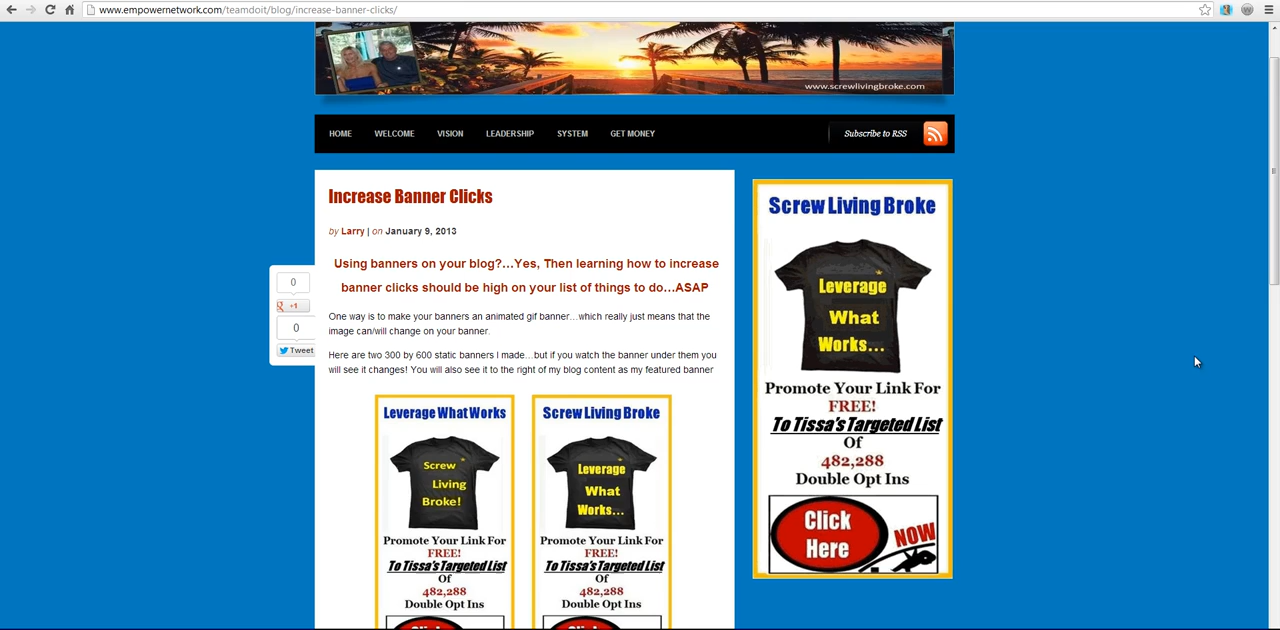 www.empowernetwork.com/teamdoit/blog/increase-banner-clicks/
www.screwlivingbroke.com
HOME WELCOME VISION LEADERSHIP SYSTEM GET MONEY Subscribe to RSS
Increase Banner Clicks
by Larry | on January 9, 2013
Using banners on your blog?...Yes, Then learning how to increase
banner clicks should be high on your list of things to do...ASAP
One way is to make your banners an animated gif banner...which really just means that the
image can/will change on your banner.
Here are two 300 by 600 static banners I made...but if you watch the banner under them you
will see it changes! You will also see it to the right of my blog content as my featured banner
0
+1
0
Tweet
Leverage What Works
Screw
Living
Broke!
Promote Your Link For
FREE!
To Tissa's Targeted List
Of
482,288
Double Opt Ins
Click
Screw Living Broke
Leverage
What
Works...
Promote Your Link For
FREE!
To Tissa's Targeted List
Of
482,288
Double Opt Ins
Click
Screw Living Broke
Leverage
What
Works...
Promote Your Link For
FREE!
To Tissa's Targeted List
Of
482,288
Double Opt Ins
Click
Here
NOW